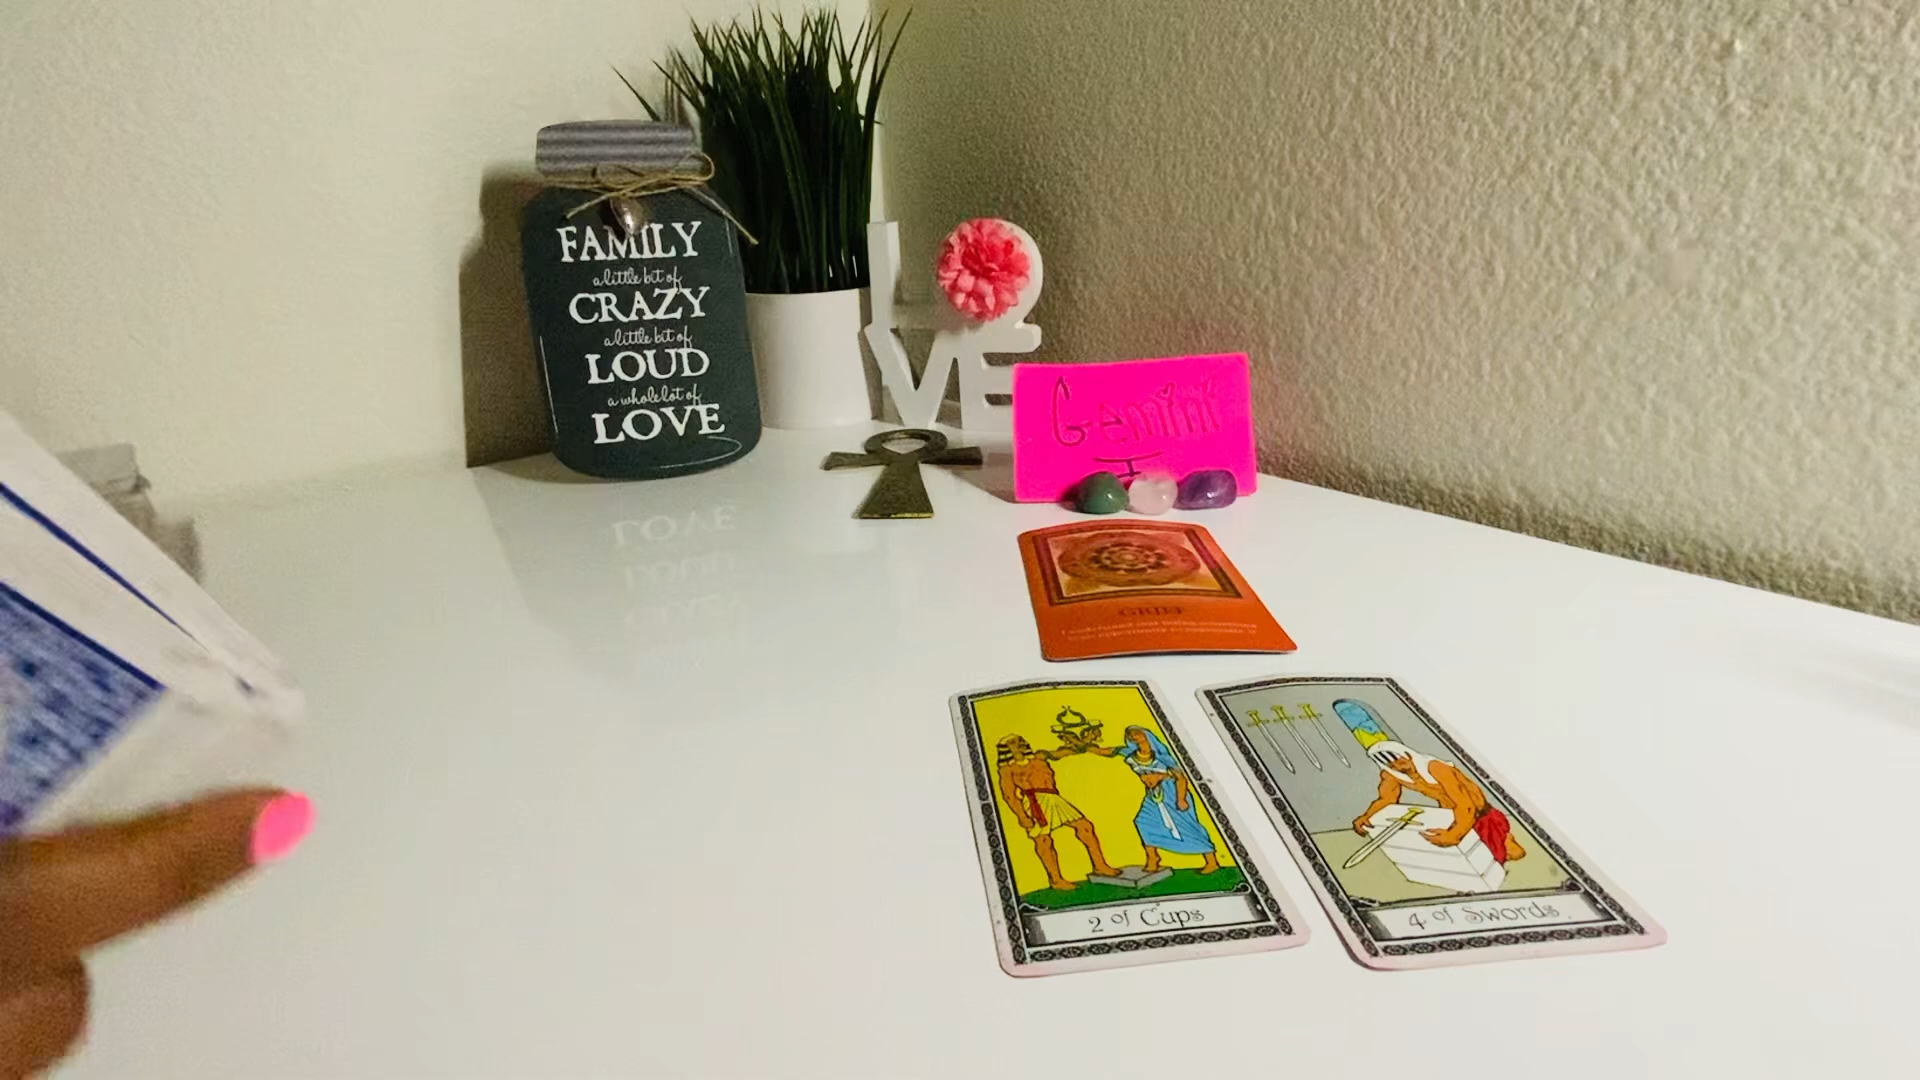 FAMILY
a little bit of
CRAZY
a little bit of
LOUD
a whole lot of
LOVE
LOVE
Gemini
I
GRIEF
2 of Cups
4 of Swords